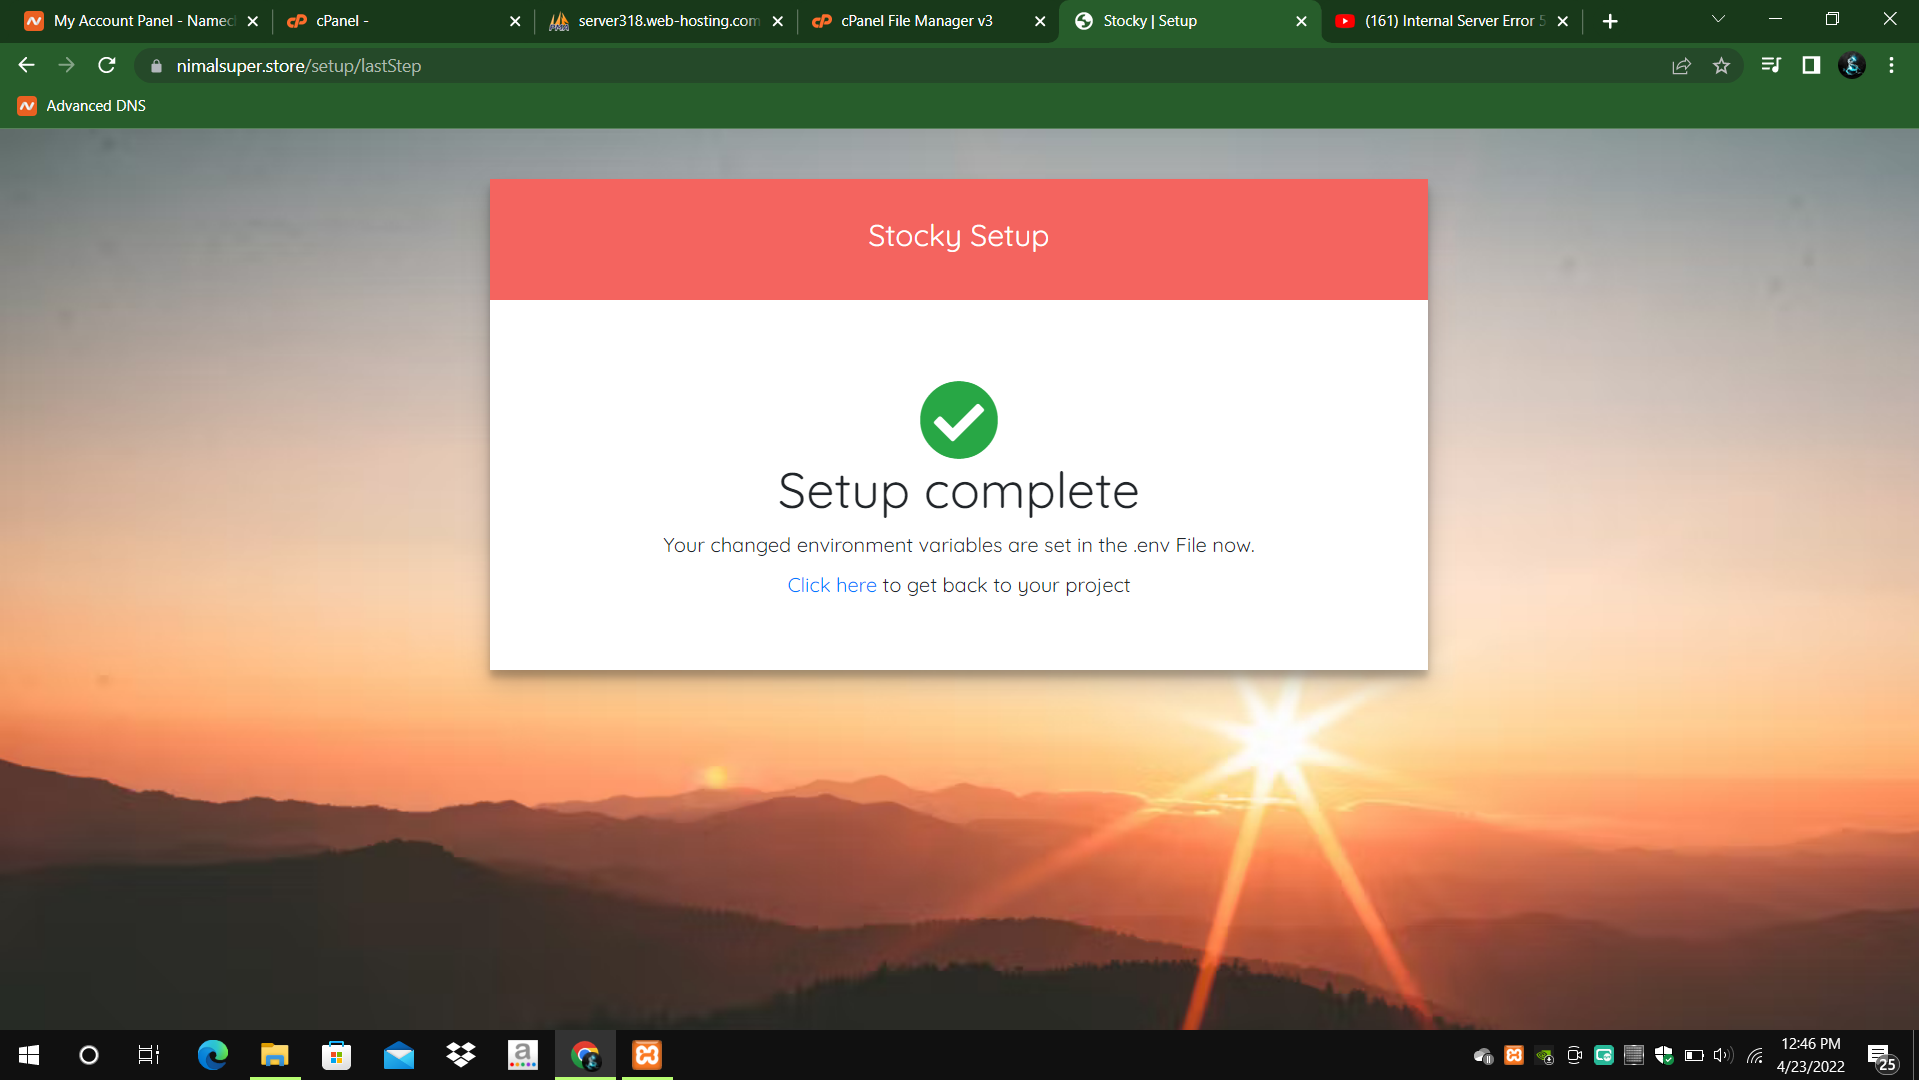 My Account Panel - Namec
cPanel -
server318.web-hosting.com
cPanel File Manager v3
Stocky | Setup
(161) Internal Server Error 5
nimalsuper.store/setup/lastStep
Advanced DNS
Stocky Setup
Setup complete
Your changed environment variables are set in the .env File now.
Click here to get back to your project
12:46 PM
4/23/2022
25